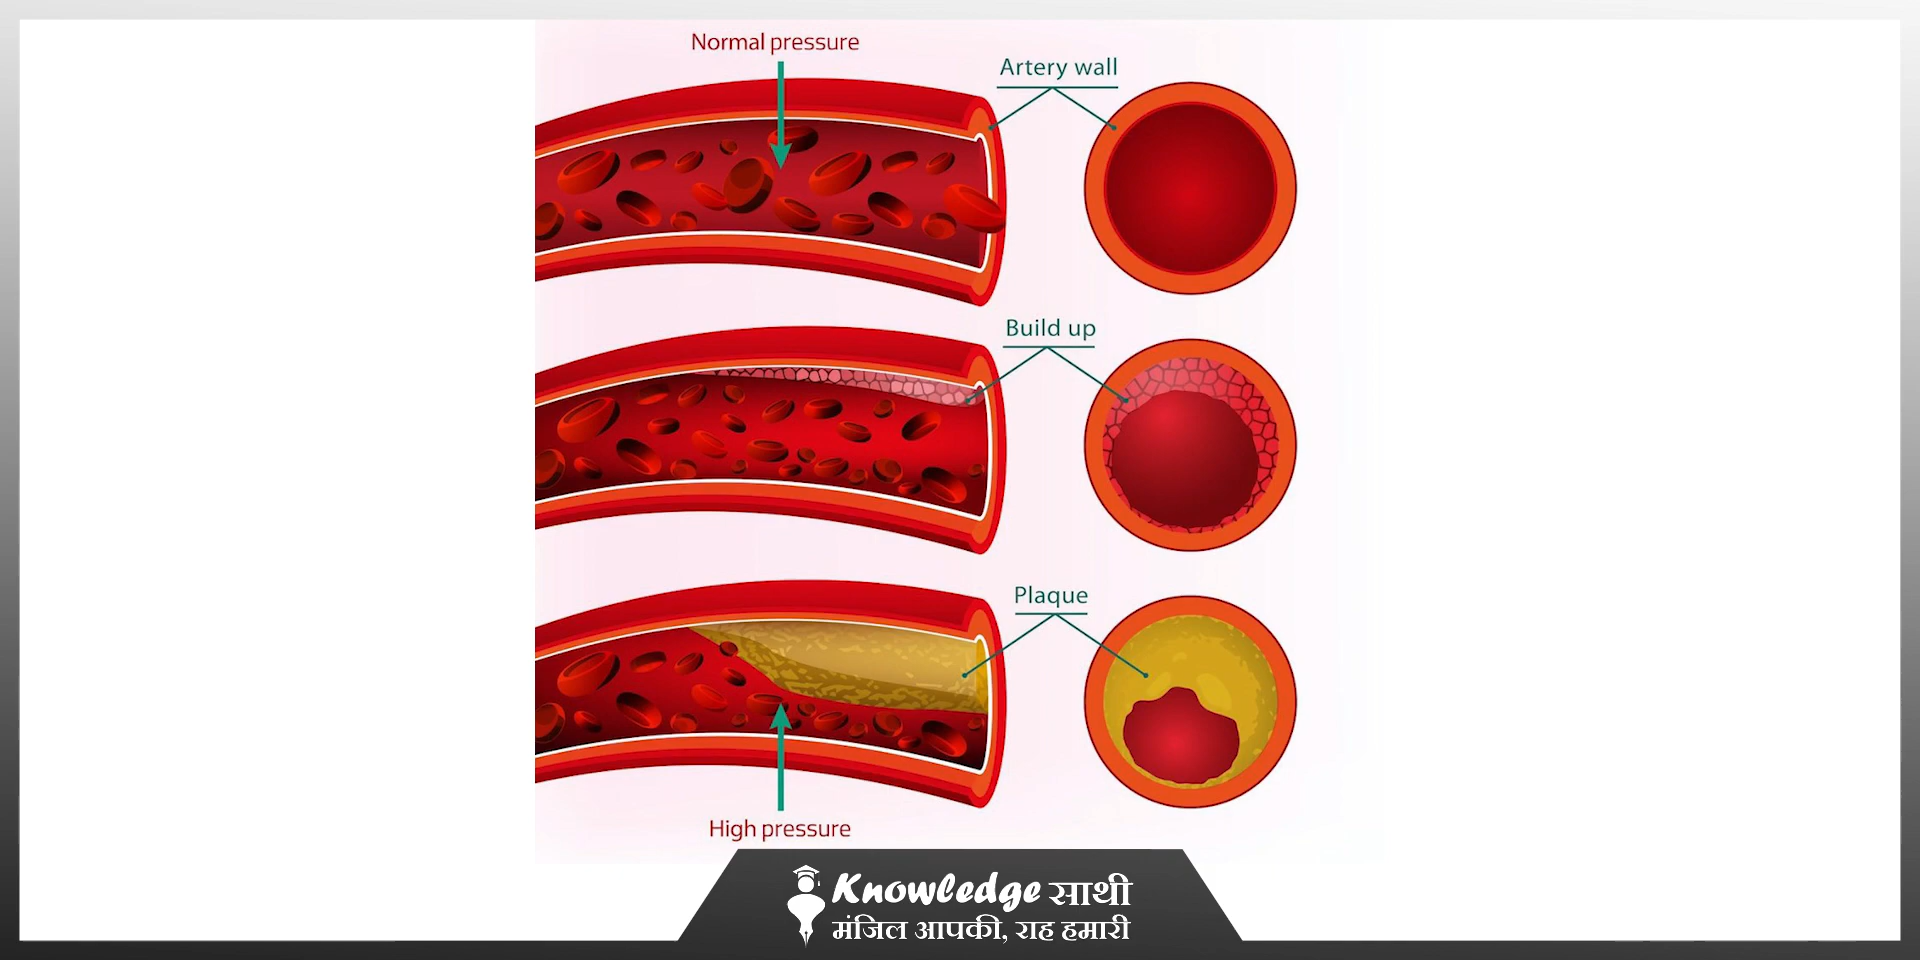 Normal pressure
Artery wall
Build up
Plaque
High pressure
Knowledge साथी
मंजिल आपकी, राह हमारी